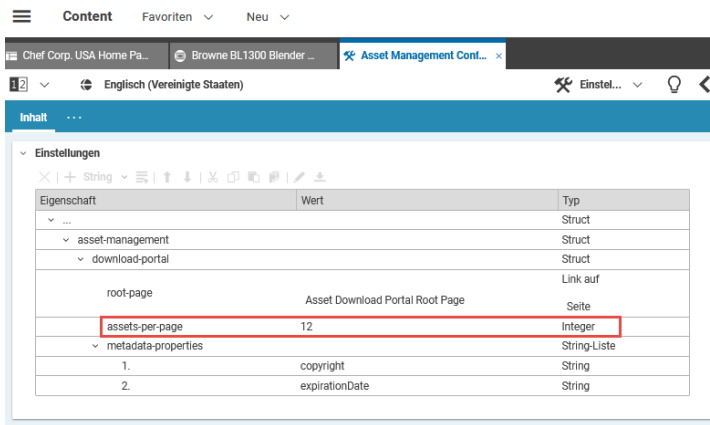 Content Favoriten Neu
Chef Corp. USA Home Pa... Browne BL1300 Blender ... Asset Management Conf... ×
12 Englisch (Vereinigte Staaten) Einstel...
Inhalt ...
Einstellungen
String
Eigenschaft Wert Typ
... Struct
asset-management Struct
download-portal Struct
root-page Asset Download Portal Root Page Link auf
Seite
assets-per-page 12 Integer
metadata-properties String-Liste
1. copyright String
2. expirationDate String